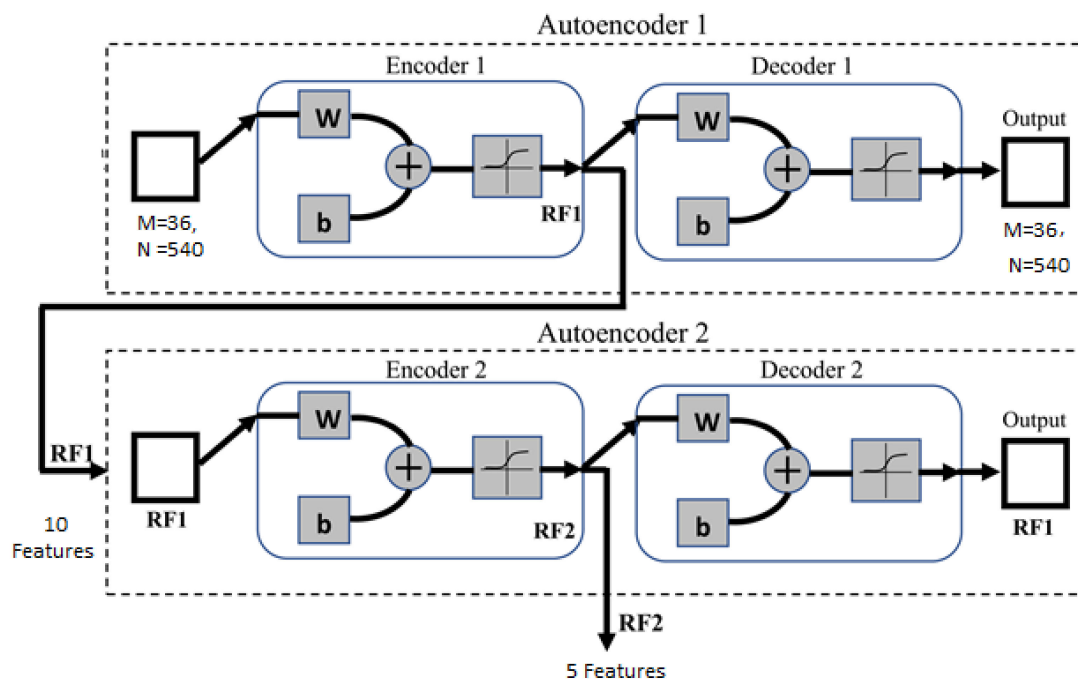 Autoencoder 1
Encoder 1
Decoder 1
W
+
b
RF1
W
+
b
Output
M=36,
N =540
M=36,
N=540
Autoencoder 2
Encoder 2
Decoder 2
RF1
10
Features
RF1
W
+
b
RF2
W
+
b
Output
RF1
RF2
5 Features